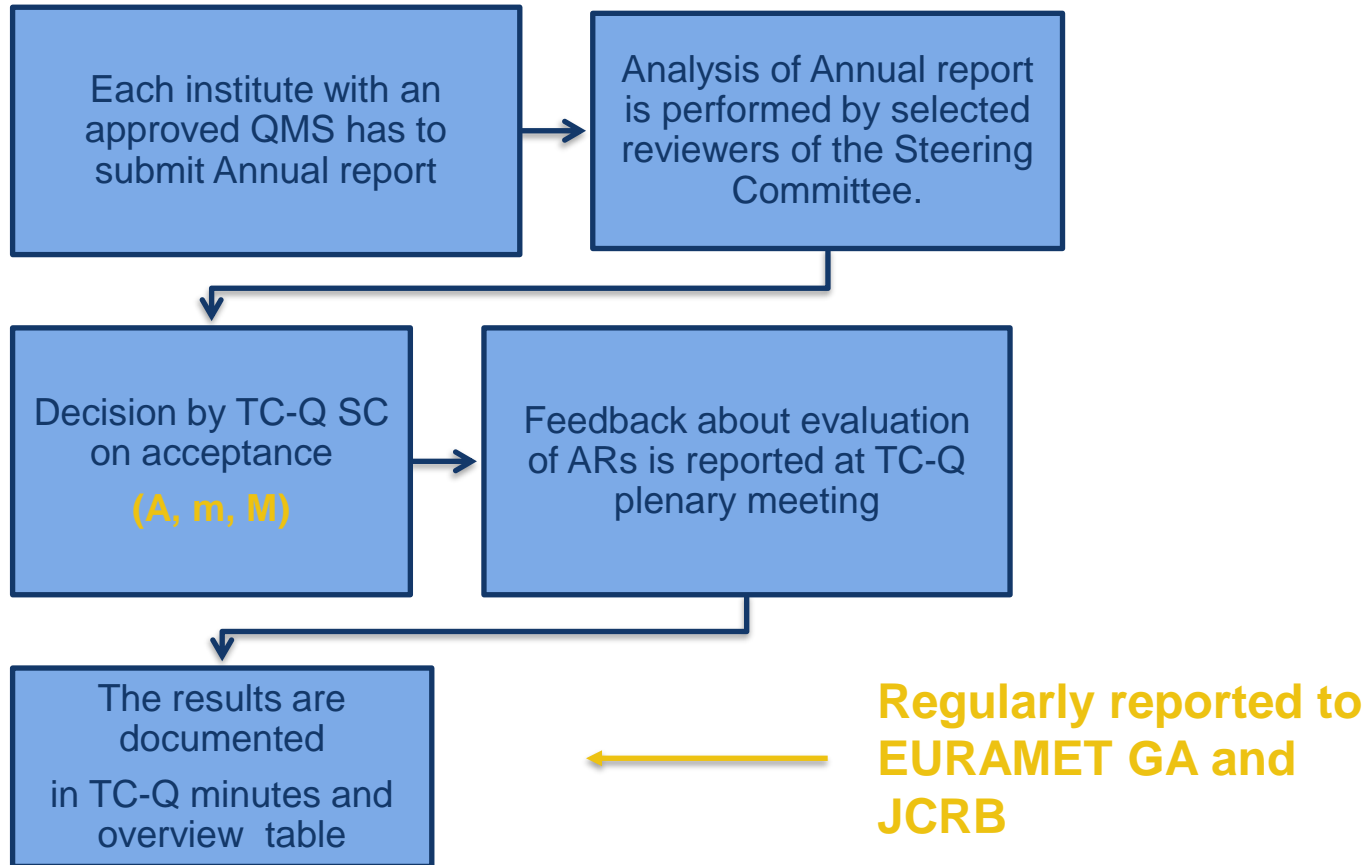 Each institute with an
approved QMS has to
submit Annual report
Analysis of Annual report
is performed by selected
reviewers of the Steering
Committee.
Decision by TC-Q SC
on acceptance
(A, m, M)
Feedback about evaluation
of ARs is reported at TC-Q
plenary meeting
The results are
documented
in TC-Q minutes and
overview table
Regularly reported to
EURAMET GA and
JCRB